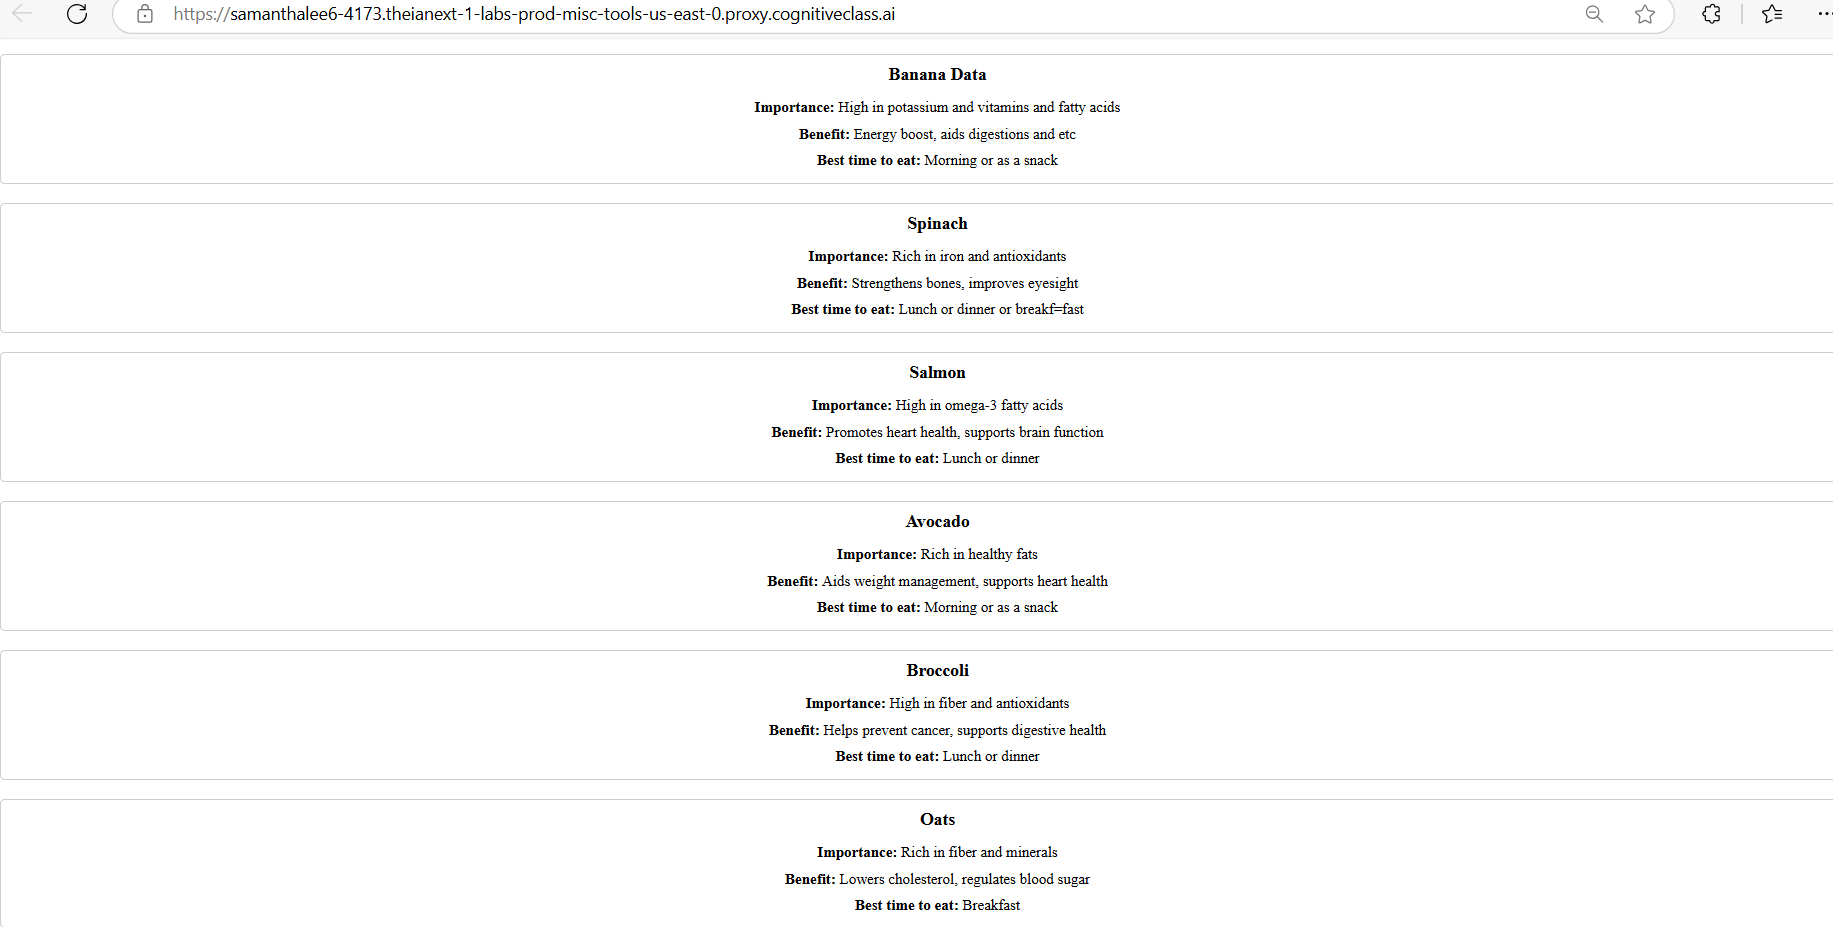 https://samanthalee6-4173.theianext-1-labs-prod-misc-tools-us-east-0.proxy.cognitiveclass.ai
Banana Data
Importance: High in potassium and vitamins and fatty acids
Benefit: Energy boost, aids digestions and etc
Best time to eat: Morning or as a snack
Spinach
Importance: Rich in iron and antioxidants
Benefit: Strengthens bones, improves eyesight
Best time to eat: Lunch or dinner or breakf=fast
Salmon
Importance: High in omega-3 fatty acids
Benefit: Promotes heart health, supports brain function
Best time to eat: Lunch or dinner
Avocado
Importance: Rich in healthy fats
Benefit: Aids weight management, supports heart health
Best time to eat: Morning or as a snack
Broccoli
Importance: High in fiber and antioxidants
Benefit: Helps prevent cancer, supports digestive health
Best time to eat: Lunch or dinner
Oats
Importance: Rich in fiber and minerals
Benefit: Lowers cholesterol, regulates blood sugar
Best time to eat: Breakfast